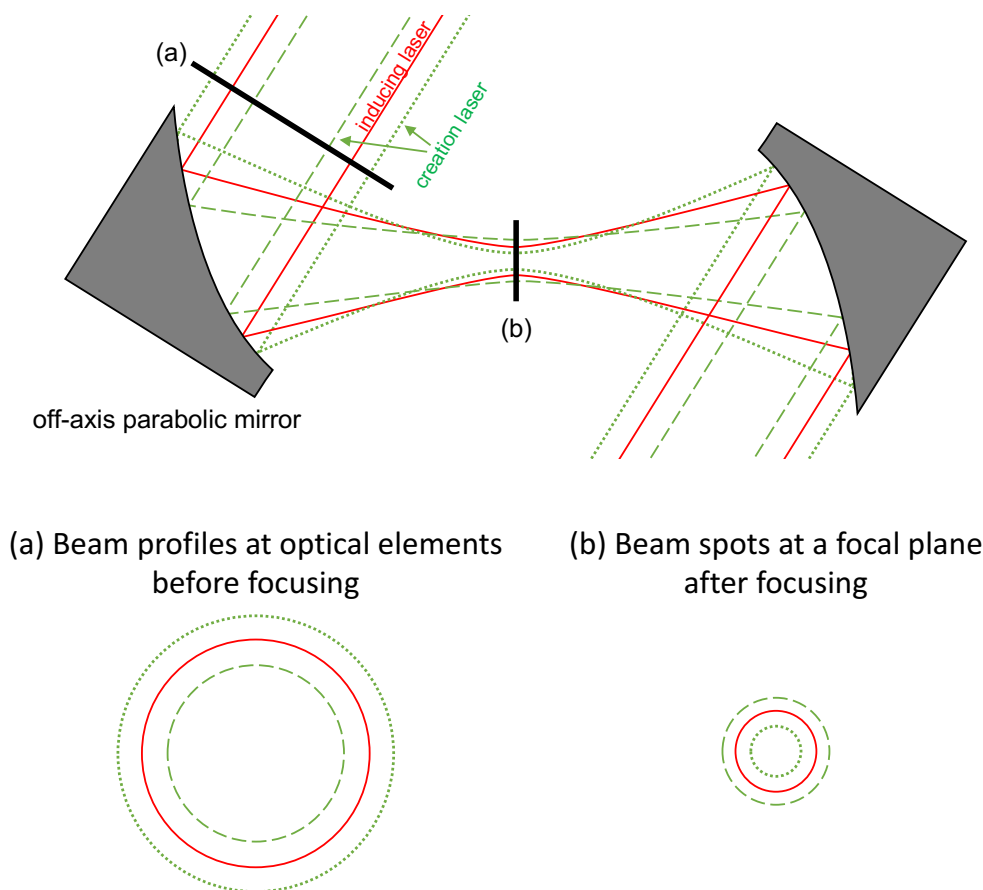 (a)
inducing laser
creation laser
(b)
off-axis parabolic mirror
(a) Beam profiles at optical elements
before focusing
(b) Beam spots at a focal plane
after focusing